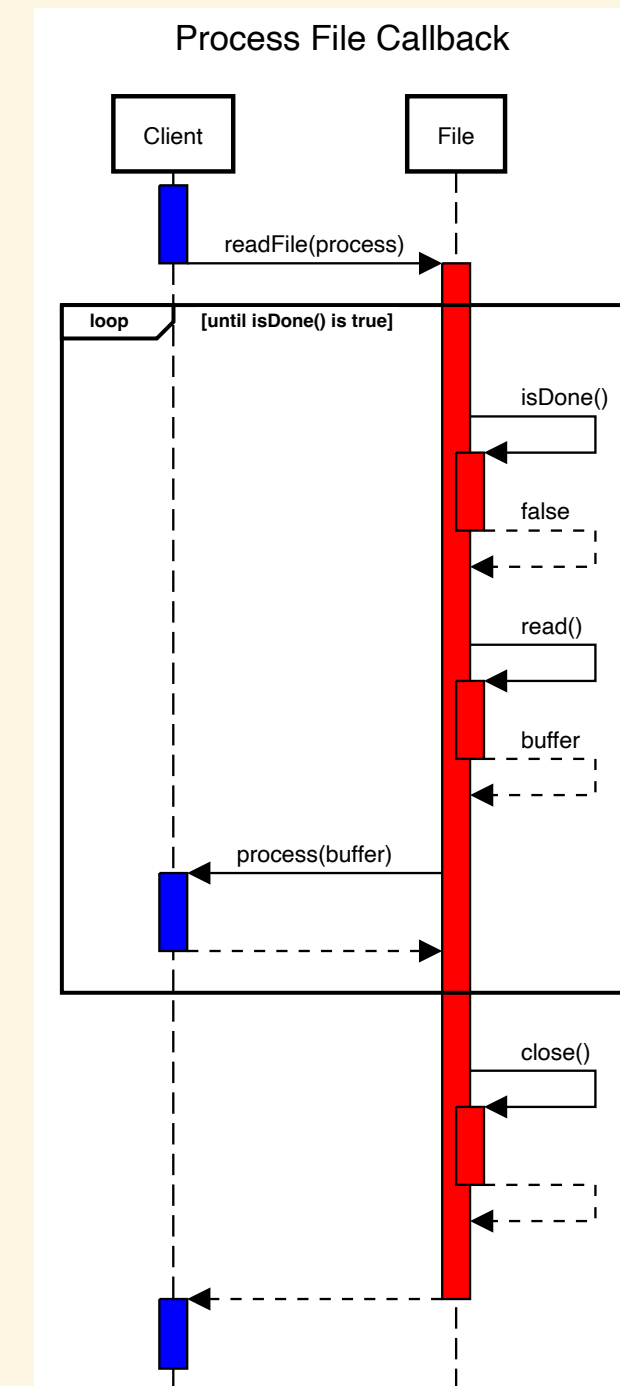 Process File Callback
Client
File
readFile(process)
loop
[until isDone() is true]
isDone()
false
read()
buffer
process(buffer)
close()